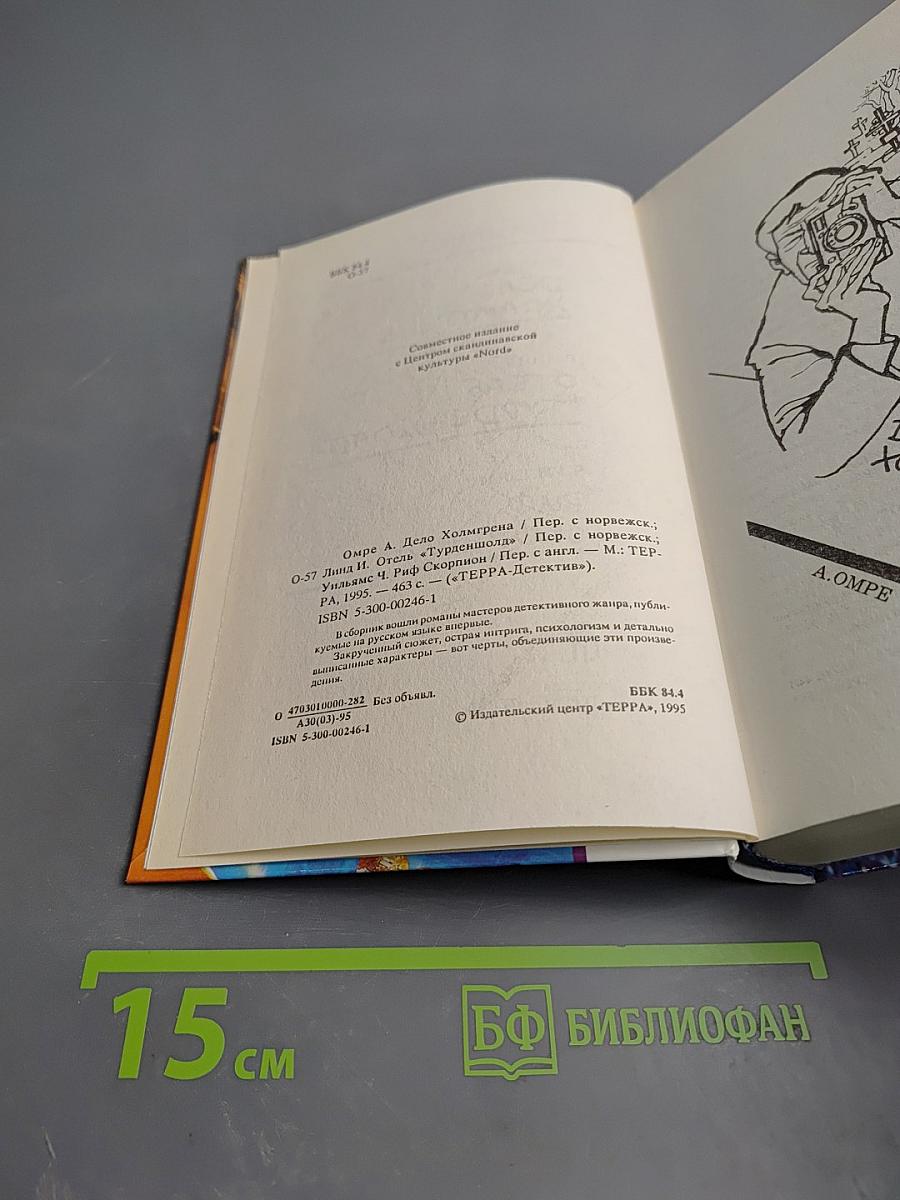 ББК 84.4
О-57
Совместное издание
с Центром скандинавской
культуры «Nord»
Омре А. Дело Холмгрена / Пер. с норвежск.;
О-57 Линд И. Отель «Турденшолд» / Пер. с норвежск.;
Уильямс Ч. Риф Скорпион / Пер. с англ. — М.: ТЕР-
РА, 1995. — 463 с. — («ТЕРРА-Детектив»).
ISBN 5-300-00246-1
В сборник вошли романы мастеров детективного жанра, публи-
куемые на русском языке впервые.
Закрученный сюжет, острая интрига, психологизм и детально
выписанные характеры — вот черты, объединяющие эти произве-
дения.
О 4703010000-282 Без объявл.
А30(03)-95
ISBN 5-300-00246-1
ББК 84.4
© Издательский центр «ТЕРРА», 1995
А. ОМРЕ
15 см
БФ БИБЛИОФАН